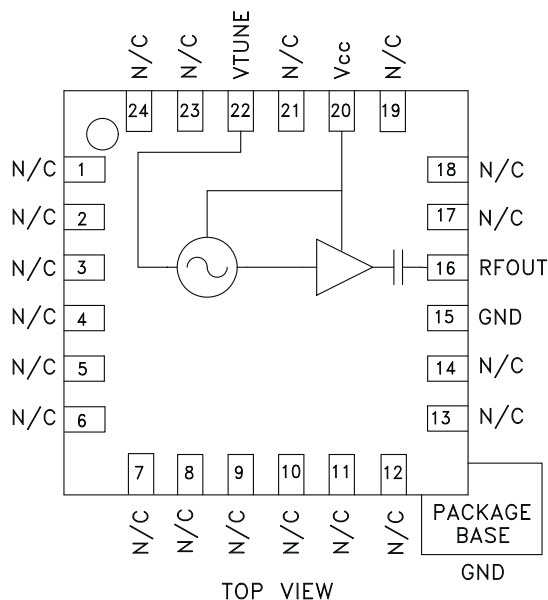 N/C N/C VTUNE N/C Vcc N/C
24 23 22 21 20 19
N/C 1 18 N/C
N/C 2 17 N/C
N/C 3 16 RFOUT
N/C 4 15 GND
N/C 5 14 N/C
N/C 6 13 N/C
7 8 9 10 11 12
N/C N/C N/C N/C N/C N/C
PACKAGE
BASE
GND
TOP VIEW